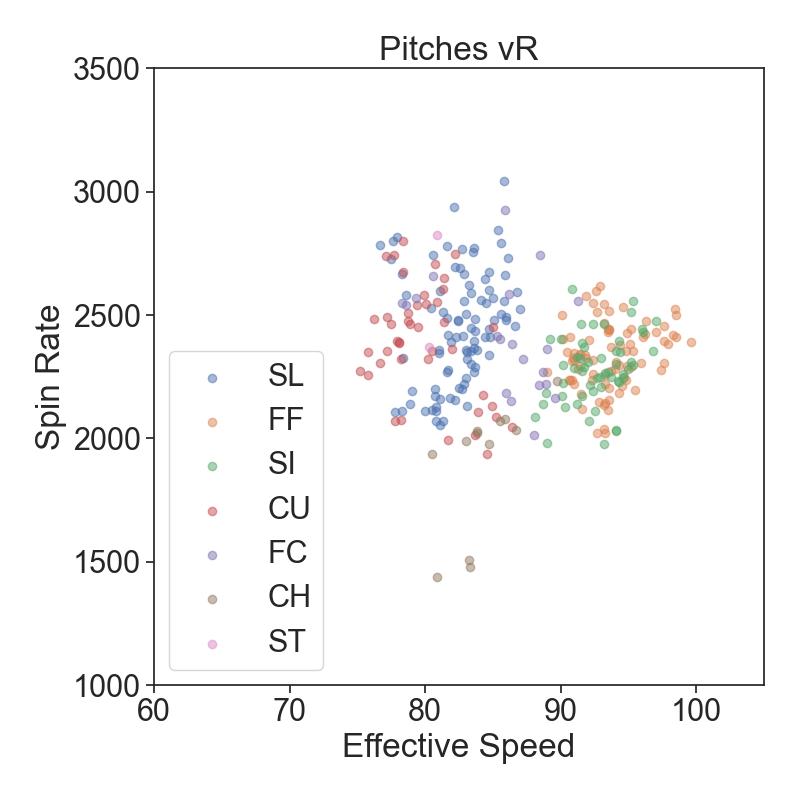 Pitches vR
3500
3000
2500
2000
1500
1000
Spin Rate
SL
FF
SI
CU
FC
CH
ST
60
70
80
90
100
Effective Speed